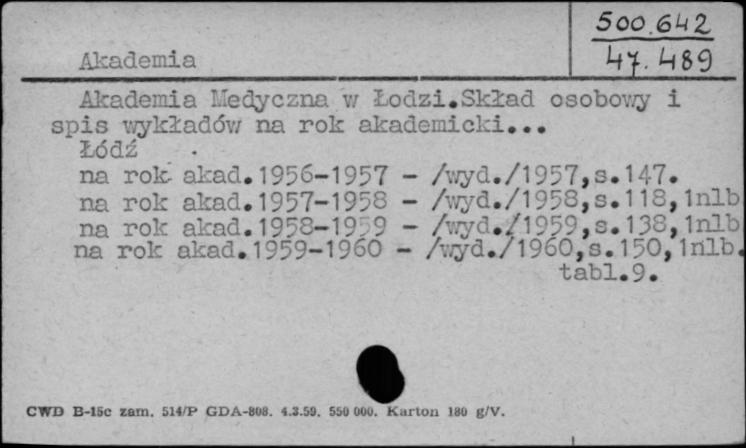 500.642
Akademia
47.489
Akademia Medyczna w Łodzi.Skład osobowy i
spis wykładów na rok akademicki...
Łódź
na rok akad.1956-1957 - /wyd./1957,s.147.
na rok akad.1957-1958 - /wyd./1958,s.118,1nlb
na rok akad.1958-1959 - /wyd./1959,s.138,1nlb
na rok akad.1959-1960 - /wyd./1960,s.150,1nlb.
tabl.9.
CWD B-15c zam. 514/P GDA-808. 4.3.59. 550 000. Karton 180 g/V.